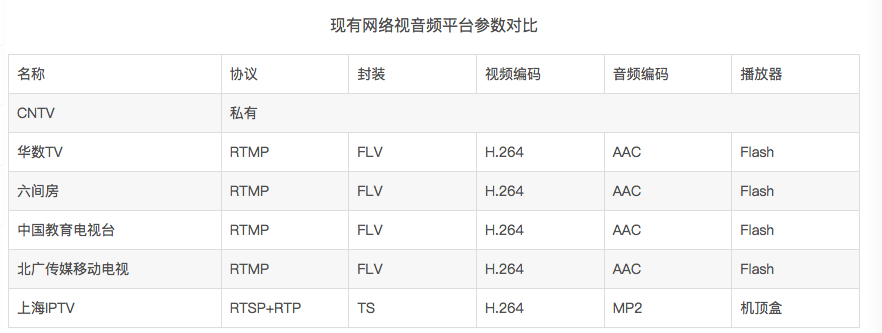 现有网络视音频平台参数对比
名称 协议 封装 视频编码 音频编码 播放器
CNTV 私有
华数TV RTMP FLV H.264 AAC Flash
六间房 RTMP FLV H.264 AAC Flash
中国教育电视台 RTMP FLV H.264 AAC Flash
北广传媒移动电视 RTMP FLV H.264 AAC Flash
上海IPTV RTSP+RTP TS H.264 MP2 机顶盒